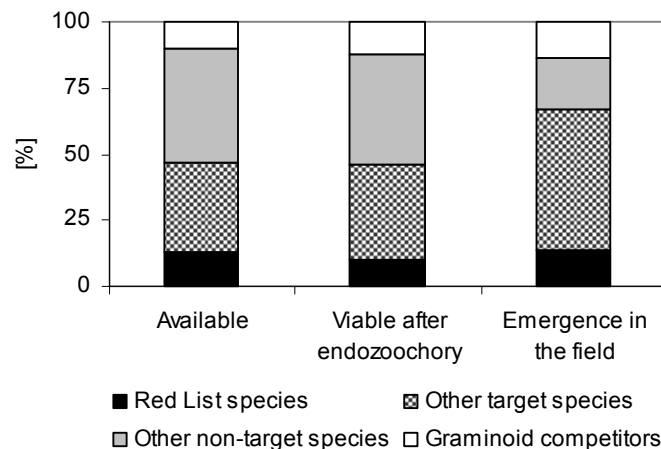 100
75
50
25
0
[%]
Available
Viable after
endozoochory
Emergence in
the field
Red List species
Other target species
Other non-target species
Graminoid competitors